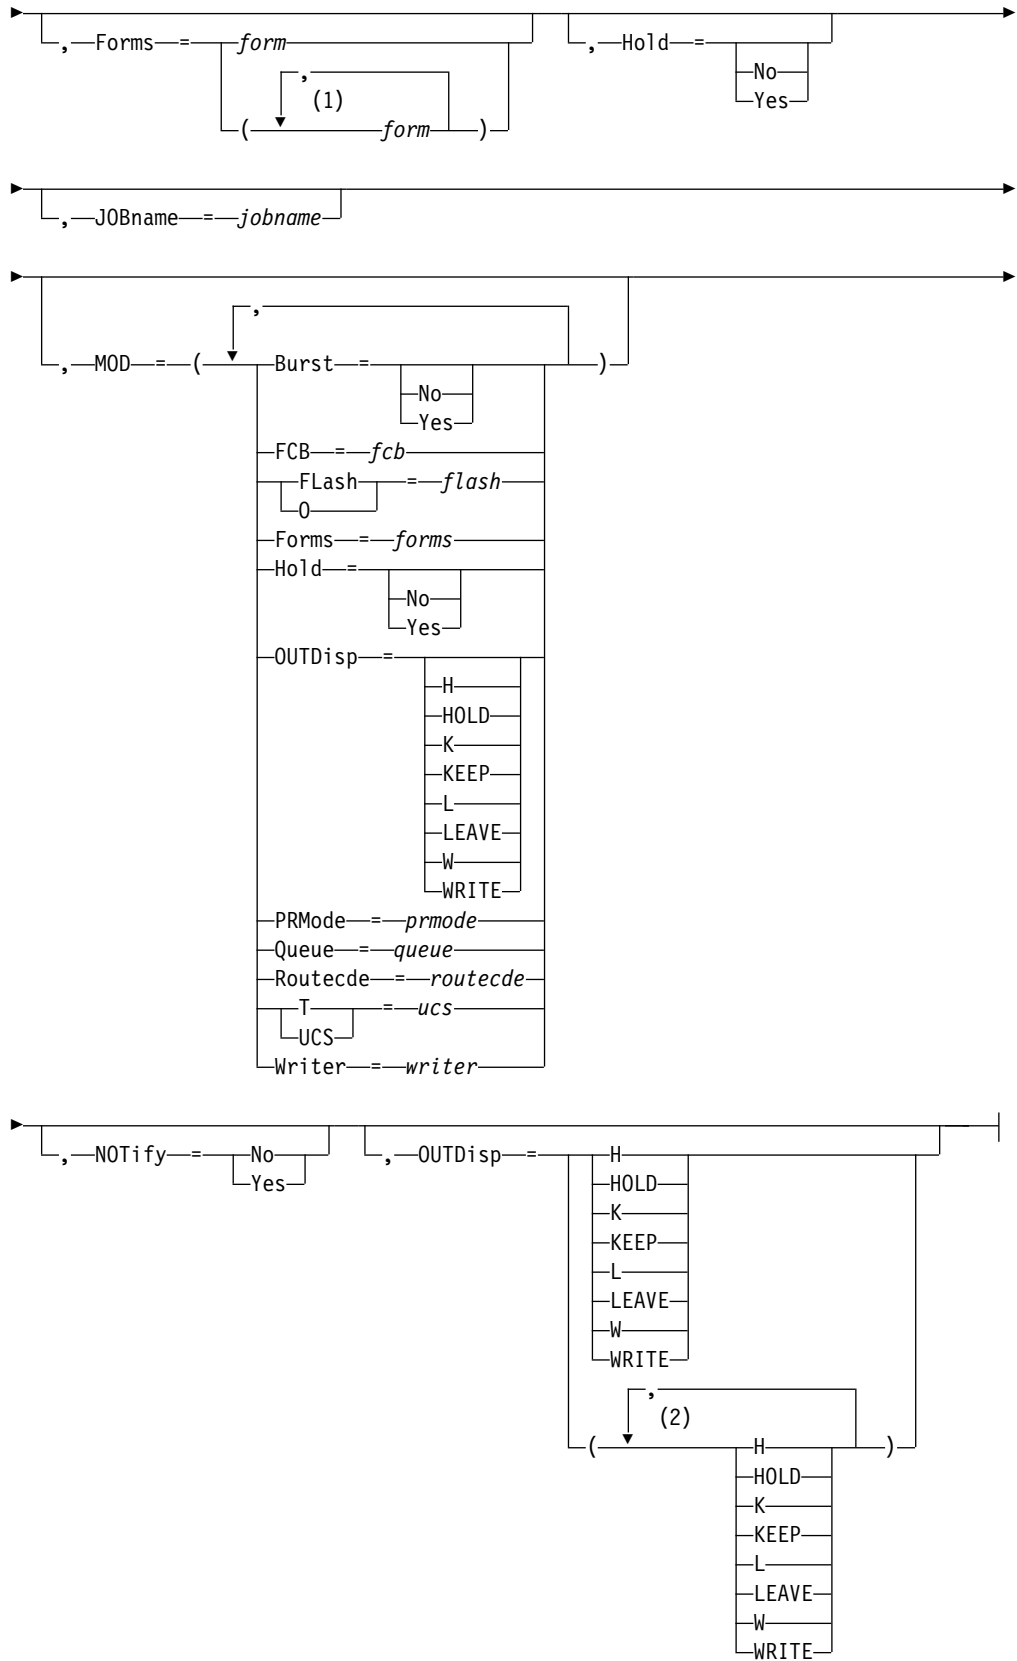 , Forms = form , Hold =
, No
(1) Yes
( form )
, JOBname = jobname
,
, MOD = ( Burst = )
No
Yes
FCB = fcb
FLash = flash
O
Forms = forms
Hold =
No
Yes
OUTDisp =
H
HOLD
K
KEEP
L
LEAVE
W
WRITE
PRMode = prmode
Queue = queue
Routecde = routecde
T = ucs
UCS
Writer = writer
, NOTify = No , OUTDisp = H
Yes HOLD
K
KEEP
L
LEAVE
W
WRITE
,
(2)
( H )
HOLD
K
KEEP
L
LEAVE
W
WRITE